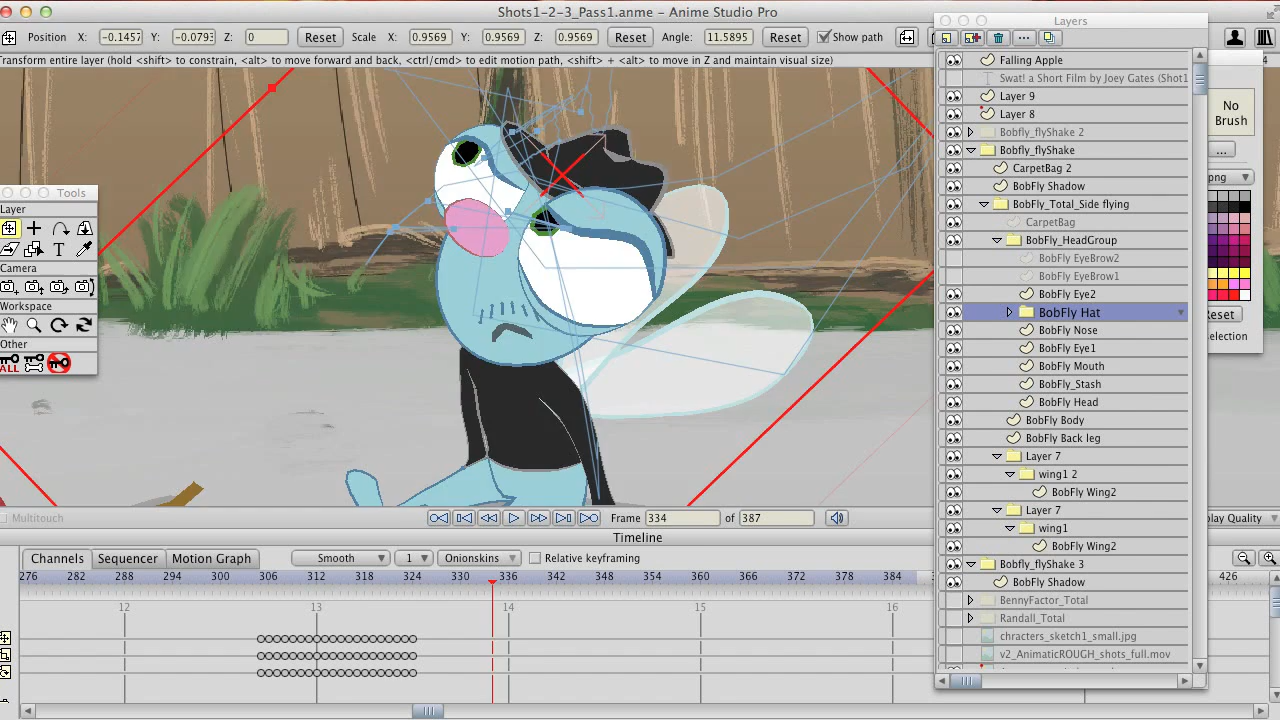 Shots1-2-3_Pass1.anme - Anime Studio Pro
Position X: -0.1457 Y: -0.0793 Z: 0 Reset Scale X: 0.9569 Y: 0.9569 Z: 0.9569 Reset Angle: 11.5895 Reset Show path
Transform entire layer (hold <shift> to constrain, <alt> to move forward and back, <ctrl/cmd> to edit motion path, <shift> + <alt> to move in Z and maintain visual size)
Layers
Falling Apple
Swat! a Short Film by Joey Gates (Shot1
Layer 9
Layer 8
Bobfly_flyShake 2
Bobfly_flyShake
CarpetBag 2
BobFly Shadow
BobFly_Total_Side flying
CarpetBag
BobFly_HeadGroup
BobFly EyeBrow2
BobFly EyeBrow1
BobFly Eye2
BobFly Hat
BobFly Nose
BobFly Eye1
BobFly Mouth
BobFly_Stash
BobFly Head
BobFly Body
BobFly Back leg
Layer 7
wing1 2
BobFly Wing2
Layer 7
wing1
BobFly Wing2
Bobfly_flyShake 3
BobFly Shadow
BennyFactor_Total
Randall_Total
chracters_sketch1_small.jpg
v2_AnimaticROUGH_shots_full.mov
No
Brush
...
png
Reset
election
Tools
Layer
T
Camera
Workspace
Other
ALL
Multitouch
Frame 334 of 387
play Quality
Timeline
Channels Sequencer Motion Graph Smooth 1 Onionskins Relative keyframing
276 282 288 294 300 306 312 318 324 330 336 342 348 354 360 366 372 378 384 426
12 13 14 15 16